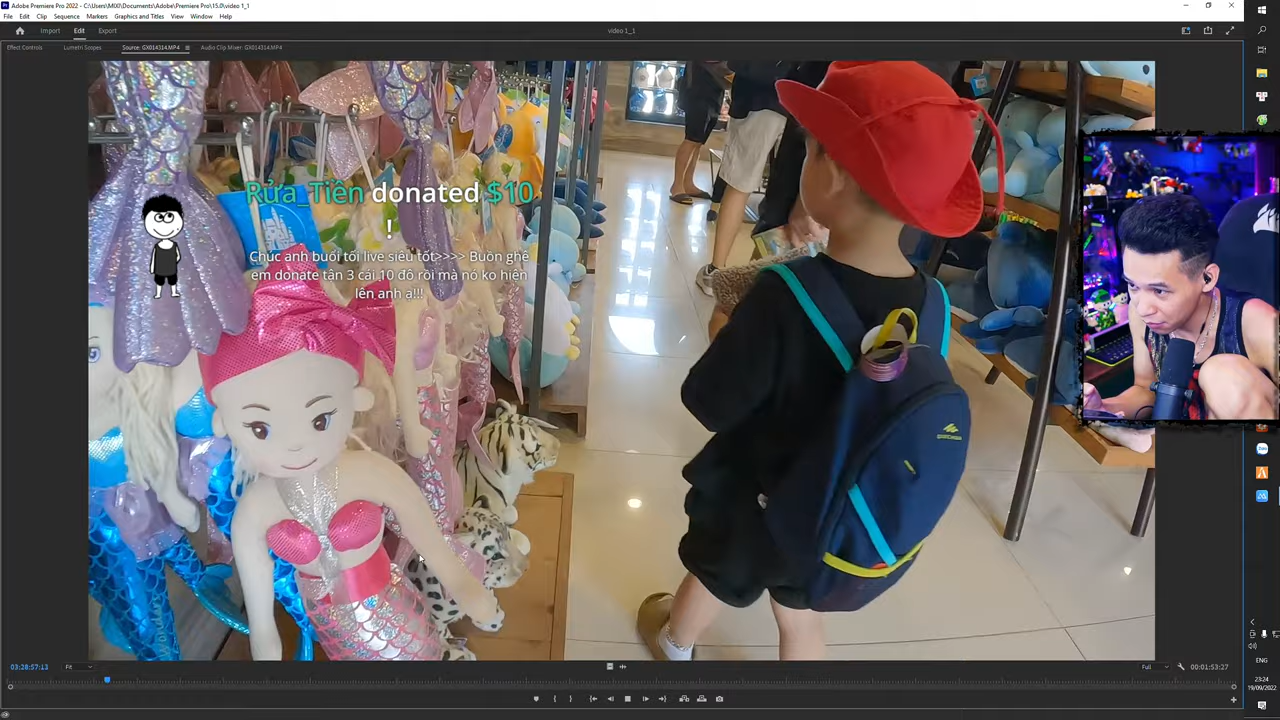 Adobe Premiere Pro 2022 - C:\Users\MIXI\Documents\Adobe\Premiere Pro\15.0\video 1_1
File Edit Clip Sequence Markers Graphics and Titles View Window Help
Import Edit Export
video 1_1
Effect Controls Lumetri Scopes Source: GX014314.MP4 Audio Clip Mixer: GX014314.MP4
Rửa_Tiền donated $10
!
Chúc anh buổi tối live siêu tốt>>>> Buồn ghê
em donate tận 3 cái 10 đô rồi mà nó ko hiện
lên anh ạ!!!
03:28:57:13
Fit
Full
00:01:53:27
ENG
23:24
19/09/2022